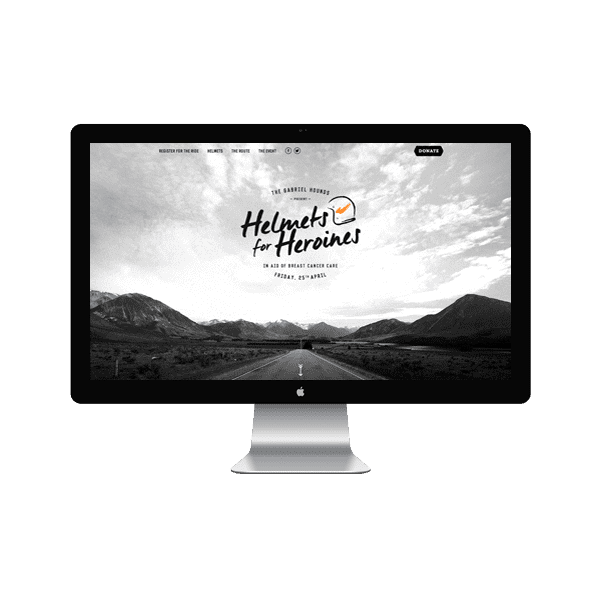 REGISTER FOR THE RIDE HELMETS THE ROUTE THE EVENT DONATE
THE GABRIEL HOUNDS
PRESENT
Helmets
for Heroines
IN AID OF BREAST CANCER CARE
FRIDAY, 25TH APRIL